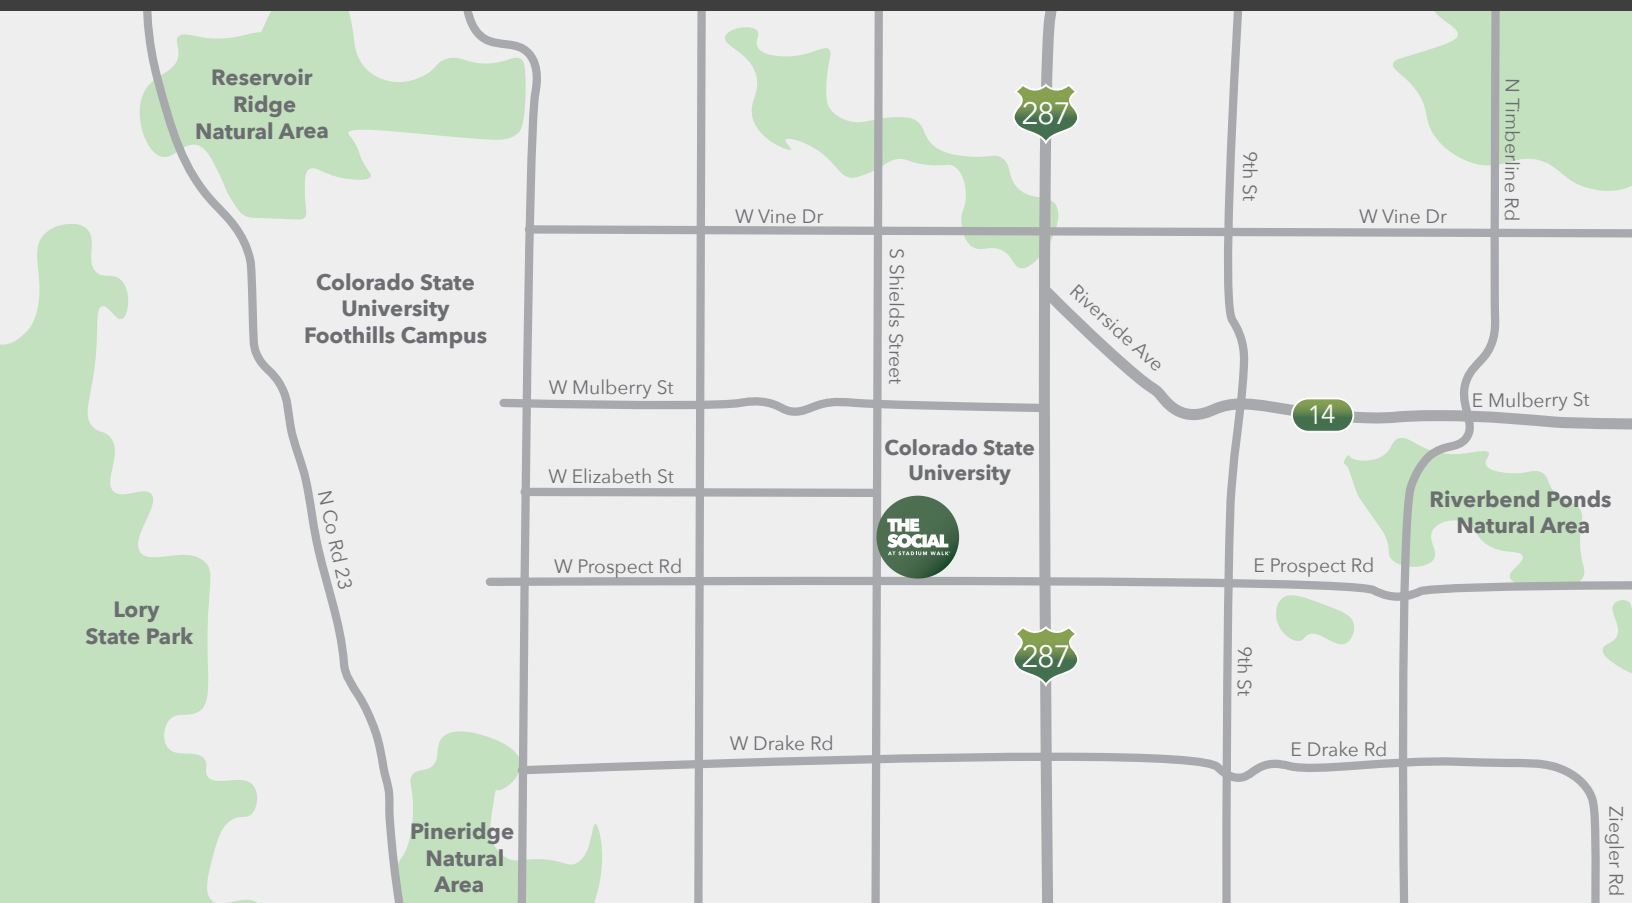 Reservoir
Ridge
Natural Area
287
N Timberline Rd
9th St
W Vine Dr
W Vine Dr
S Shields Street
Colorado State
University
Foothills Campus
Riverside Ave
W Mulberry St
14
E Mulberry St
Colorado State
University
W Elizabeth St
N Co Rd 23
Riverbend Ponds
Natural Area
THE
SOCIAL
AT STADIUM WALK
W Prospect Rd
E Prospect Rd
Lory
State Park
287
9th St
W Drake Rd
E Drake Rd
Pineridge
Natural
Area
Ziegler Rd